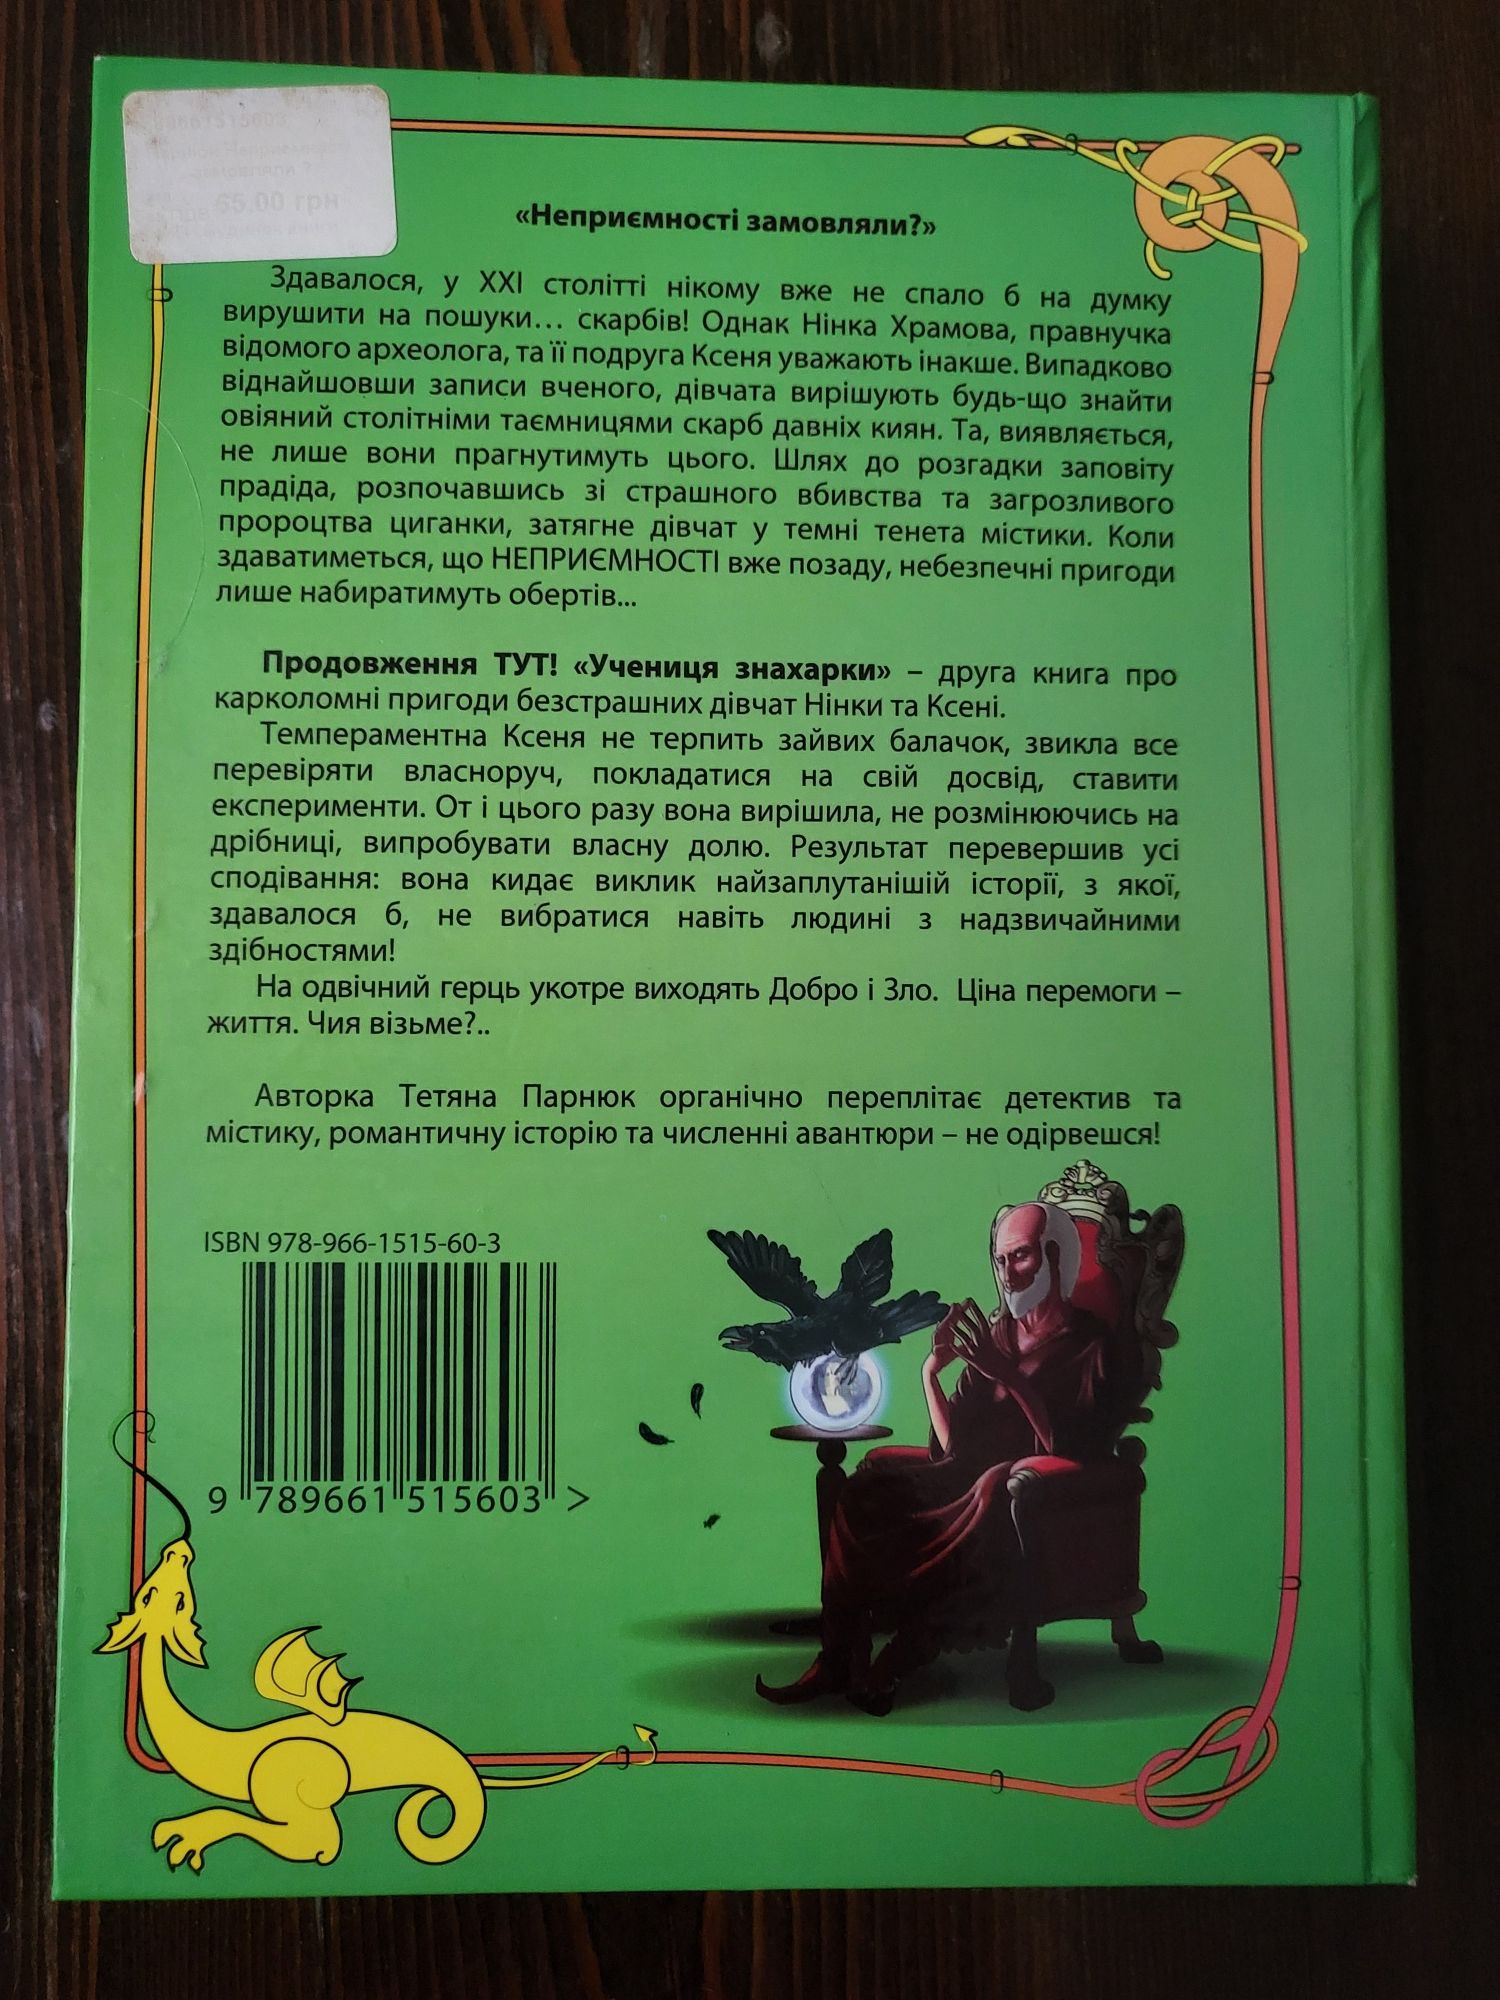 65.00 грн
«Неприємності замовляли?»
Здавалося, у XXI столітті нікому вже не спало б на думку
вирушити на пошуки... скарбів! Однак Нінка Храмова, правнучка
відомого археолога, та її подруга Ксеня уважають інакше. Випадково
віднайшовши записи вченого, дівчата вирішують будь-що знайти
овіяний столітніми таємницями скарб давніх киян. Та, виявляється,
не лише вони прагнутимуть цього. Шлях до розгадки заповіту
прадіда, розпочавшись зі страшного вбивства та загрозливого
пророцтва циганки, затягне дівчат у темні тенета містики. Коли
здаватиметься, що НЕПРИЄМНОСТІ вже позаду, небезпечні пригоди
лише набиратимуть обертів...
Продовження ТУТ! «Учениця знахарки» – друга книга про
карколомні пригоди безстрашних дівчат Нінки та Ксені.
Темпераментна Ксеня не терпить зайвих балачок, звикла все
перевіряти власноруч, покладатися на свій досвід, ставити
експерименти. От і цього разу вона вирішила, не розмінюючись на
дрібниці, випробувати власну долю. Результат перевершив усі
сподівання: вона кидає виклик найзаплутанішій історії, з якої,
здавалося б, не вибратися навіть людині з надзвичайними
здібностями!
На одвічний герць укотре виходять Добро і Зло. Ціна перемоги –
життя. Чия візьме?..
Авторка Тетяна Парнюк органічно переплітає детектив та
містику, романтичну історію та численні авантюри – не одірвешся!
ISBN 978-966-1515-60-3
9 789661 515603 >